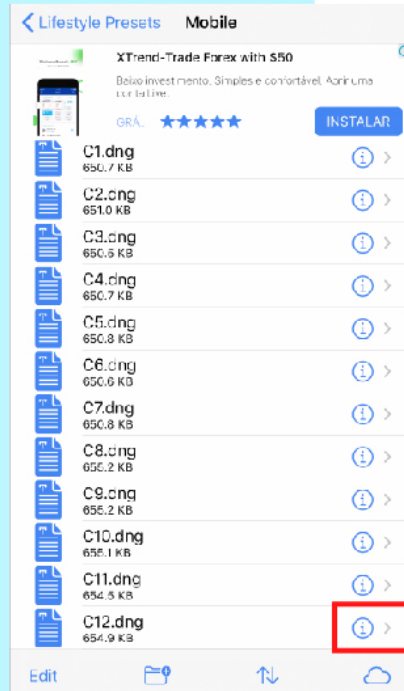 Lifestyle Presets Mobile
XTrend-Trade Forex with $50
Baixo investimento. Simples e confortável. Abrir uma
conta live.
GRÁ. INSTALAR
C1.dng
650.7 KB
C2.dng
651.0 KB
C3.dng
650.6 KB
C4.dng
650.7 KB
C5.dng
650.8 KB
C6.dng
650.6 KB
C7.dng
650.8 KB
C8.dng
655.2 KB
C9.dng
655.2 KB
C10.dng
655.1 KB
C11.dng
654.5 KB
C12.dng
654.9 KB
Edit